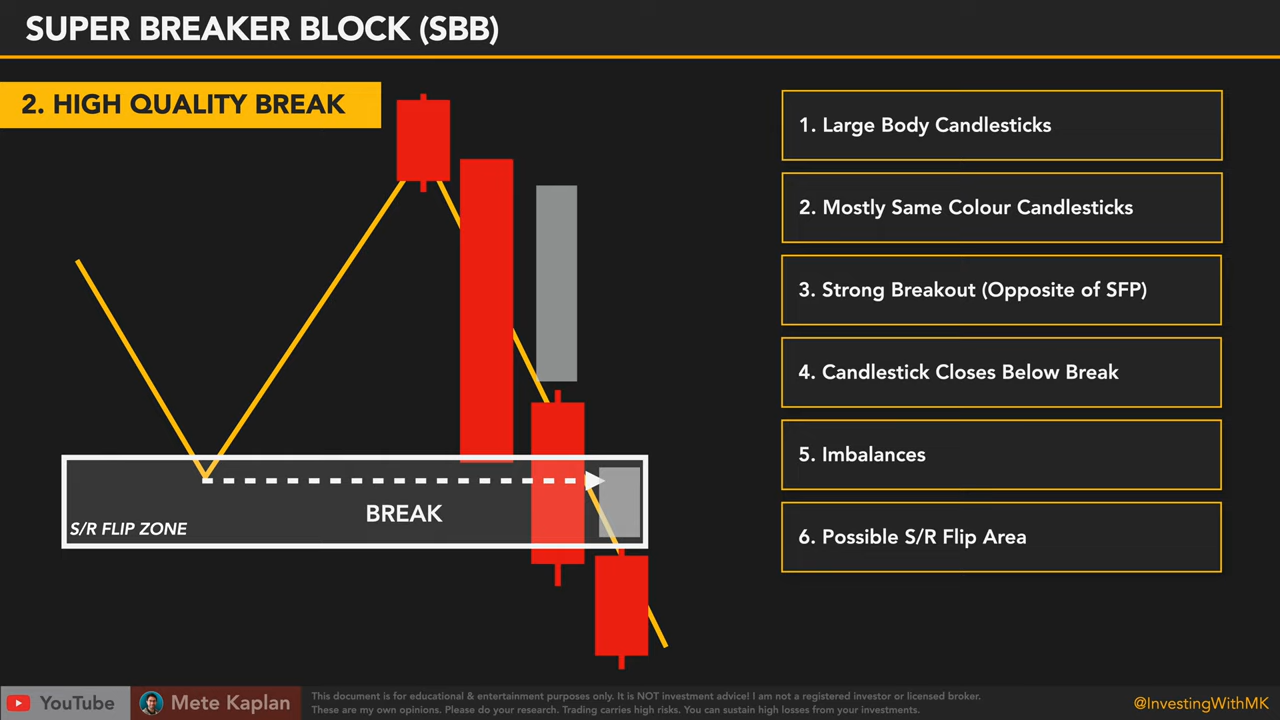 SUPER BREAKER BLOCK (SBB)
2. HIGH QUALITY BREAK
1. Large Body Candlesticks
2. Mostly Same Colour Candlesticks
3. Strong Breakout (Opposite of SFP)
4. Candlestick Closes Below Break
5. Imbalances
6. Possible S/R Flip Area
BREAK
S/R FLIP ZONE
YouTube
Mete Kaplan
This document is for educational & entertainment purposes only. It is NOT investment advice! I am not a registered investor or licensed broker.
These are my own opinions. Please do your research. Trading carries high risks. You can sustain high losses from your investments.
@InvestingWithMK